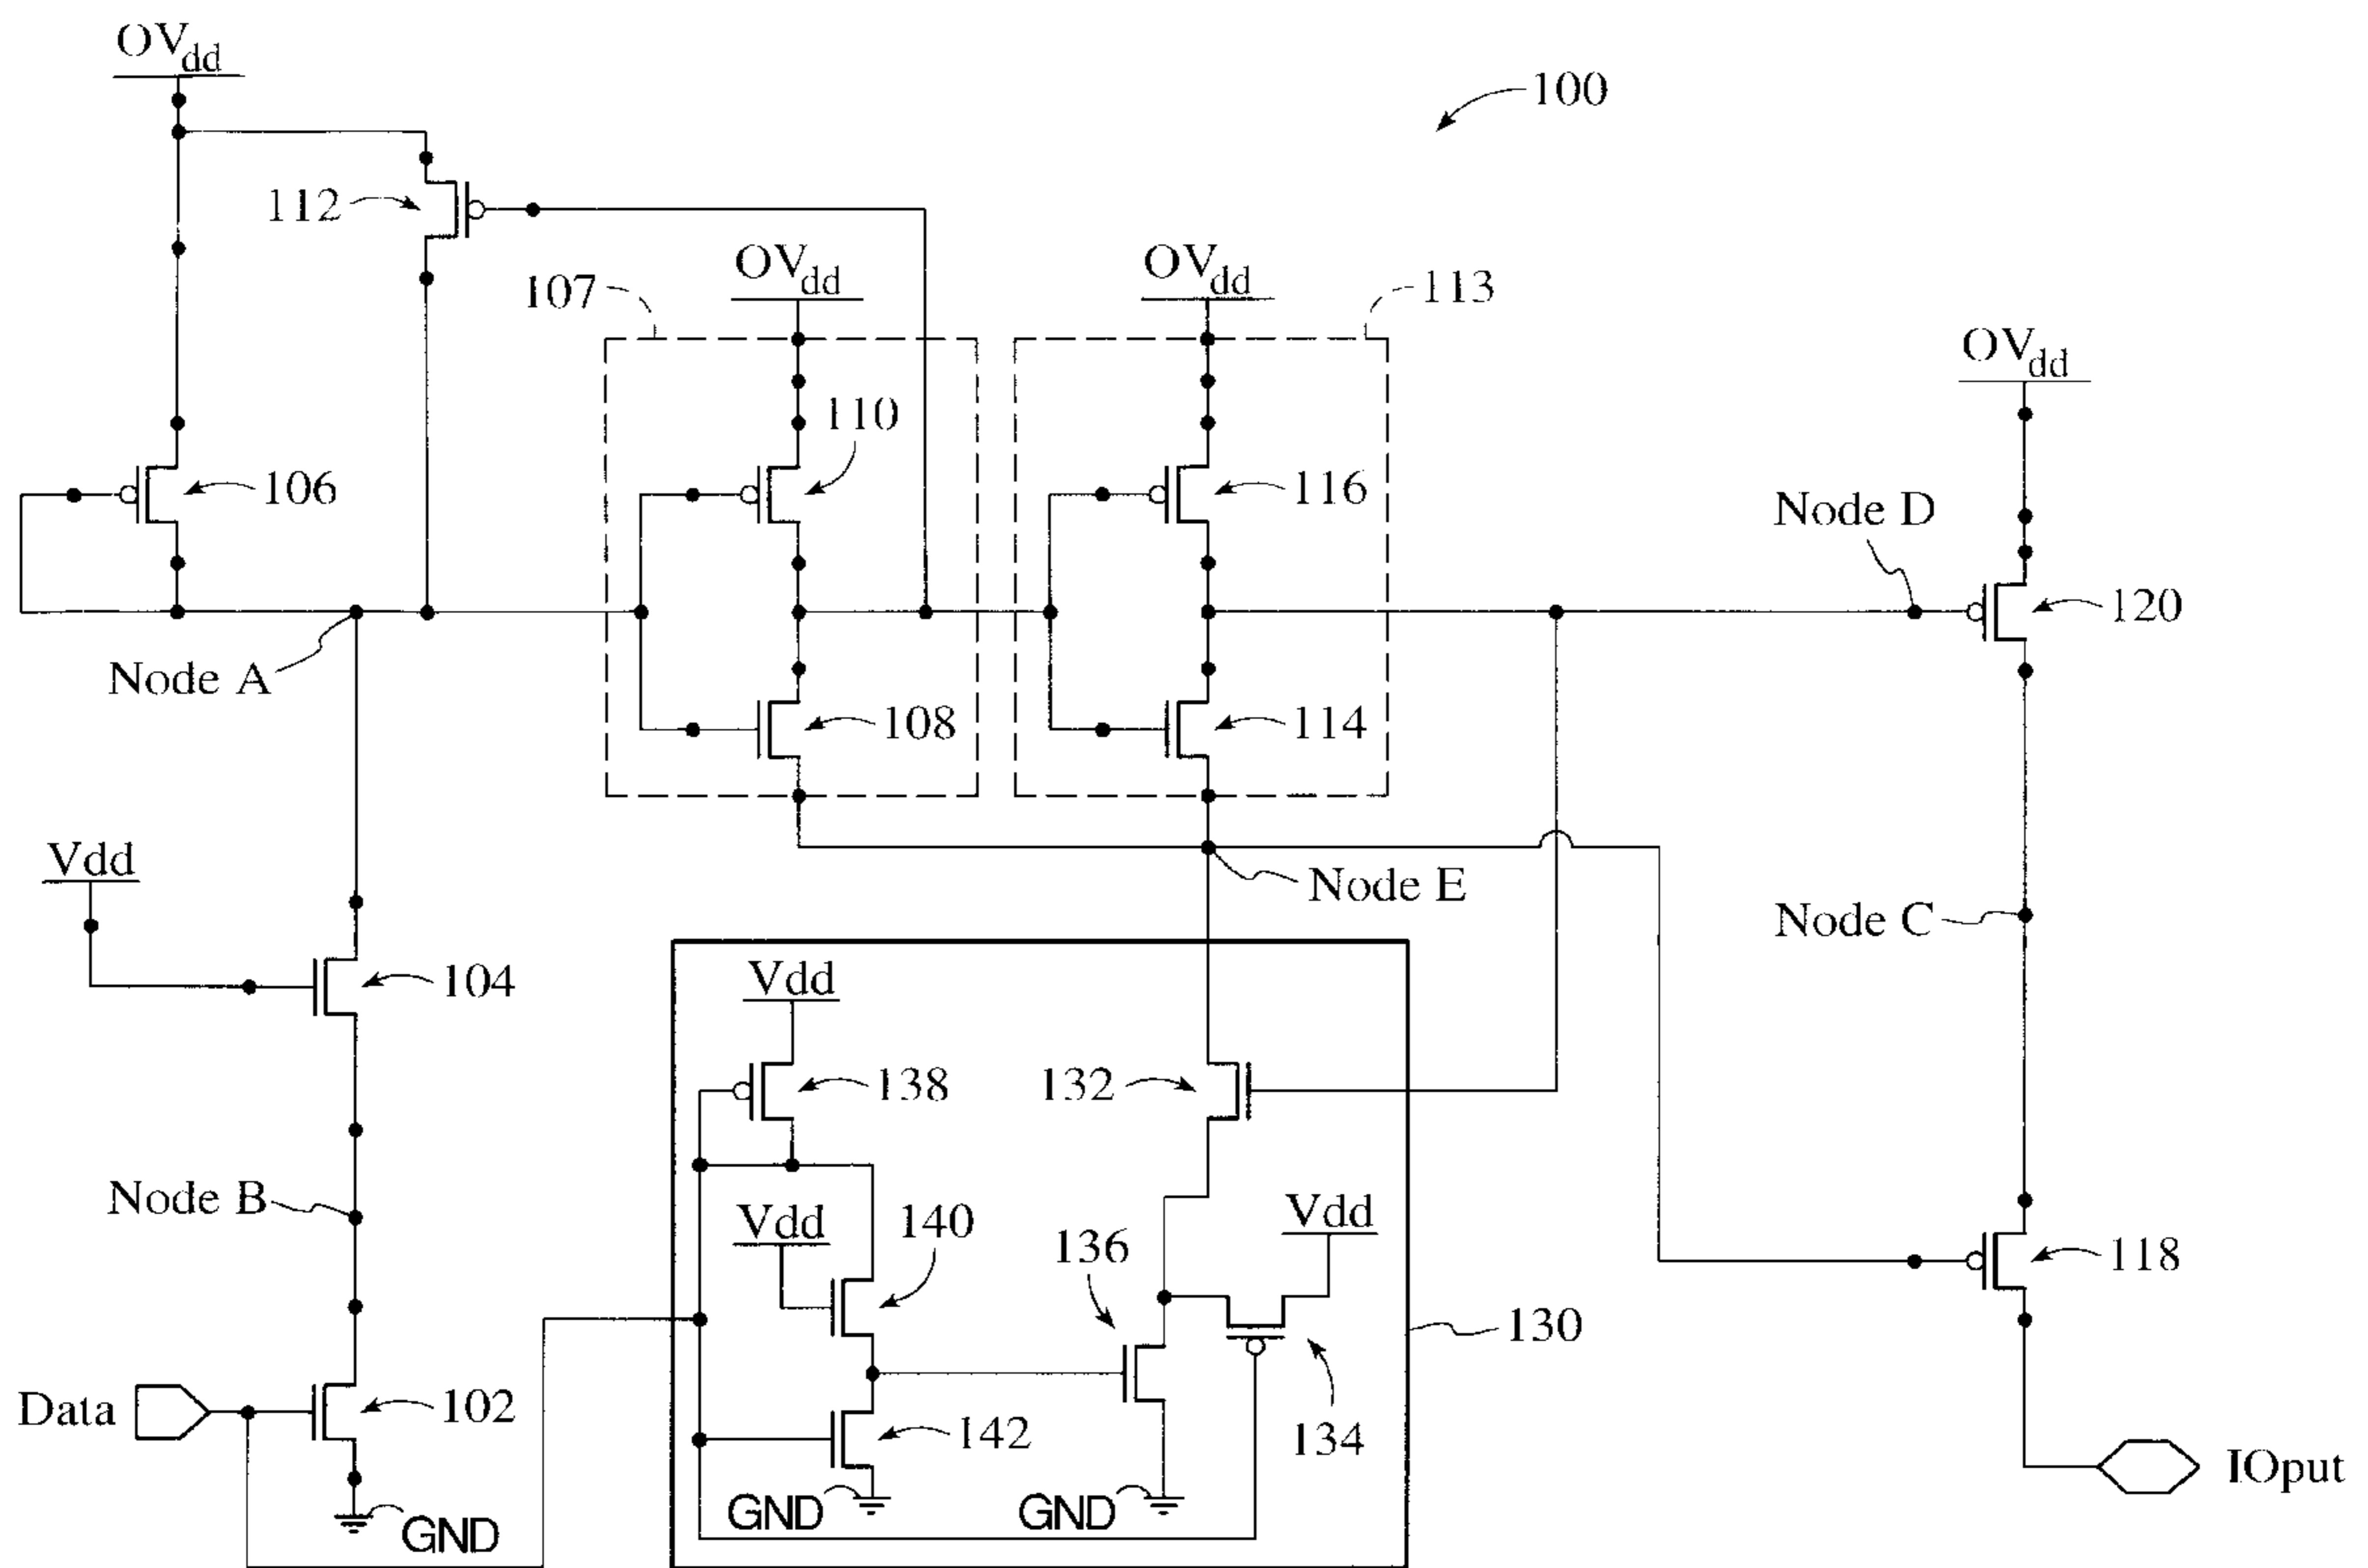 OVdd
100
112
107
OVdd
OVdd
113
OVdd
110
106
116
Node D
120
Node A
108
114
Vdd
Node E
Node C
104
Vdd
138
132
Node B
Vdd
140
136
Vdd
118
130
Data
102
142
134
GND
GND
GND
IOput